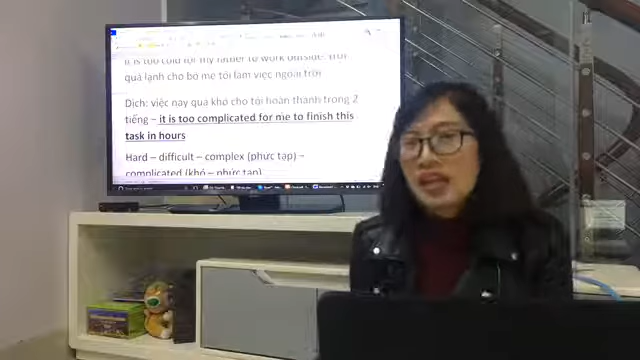 It is too cold for my father to work outside: trời
quá lạnh cho bố mẹ tôi làm việc ngoài trời
Dịch: việc này quá khó cho tôi hoàn thành trong 2
tiếng – it is too complicated for me to finish this
task in hours
Hard – difficult – complex (phức tạp) –
complicated (khó – phức tạp)